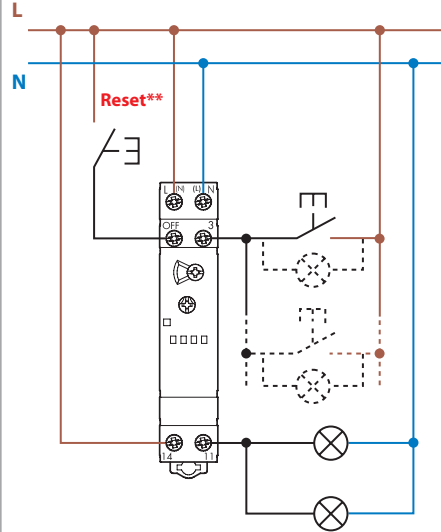 L
N
Reset**
L (N) (L) N
OFF 3
14 11